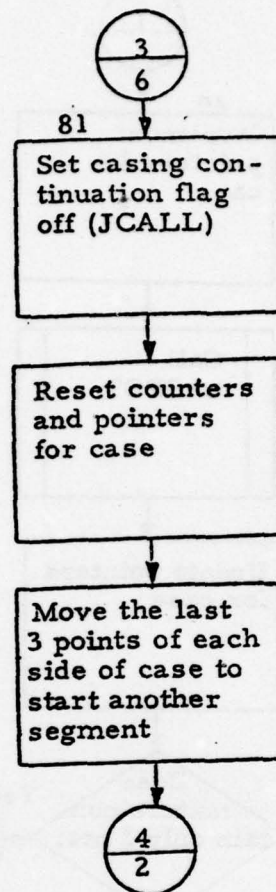 3
6
81
Set casing con-
tinuation flag
off (JCALL)
Reset counters
and pointers
for case
Move the last
3 points of each
side of case to
start another
segment
4
2